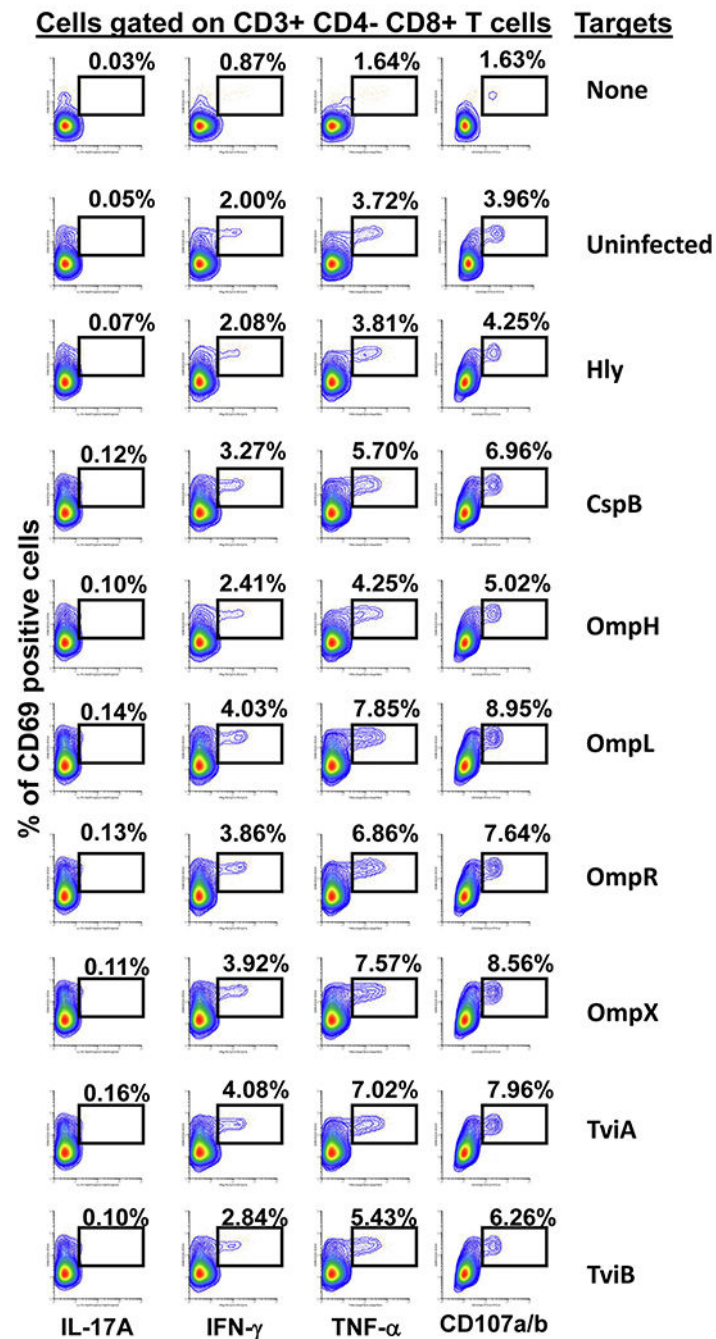 Cells gated on CD3+ CD4- CD8+ T cells Targets
0.03% 0.87% 1.64% 1.63% None
0.05% 2.00% 3.72% 3.96% Uninfected
0.07% 2.08% 3.81% 4.25% Hly
0.12% 3.27% 5.70% 6.96% CspB
0.10% 2.41% 4.25% 5.02% OmpH
0.14% 4.03% 7.85% 8.95% OmpL
0.13% 3.86% 6.86% 7.64% OmpR
0.11% 3.92% 7.57% 8.56% OmpX
0.16% 4.08% 7.02% 7.96% TviA
0.10% 2.84% 5.43% 6.26% TviB
% of CD69 positive cells
IL-17A IFN-γ TNF-α CD107a/b